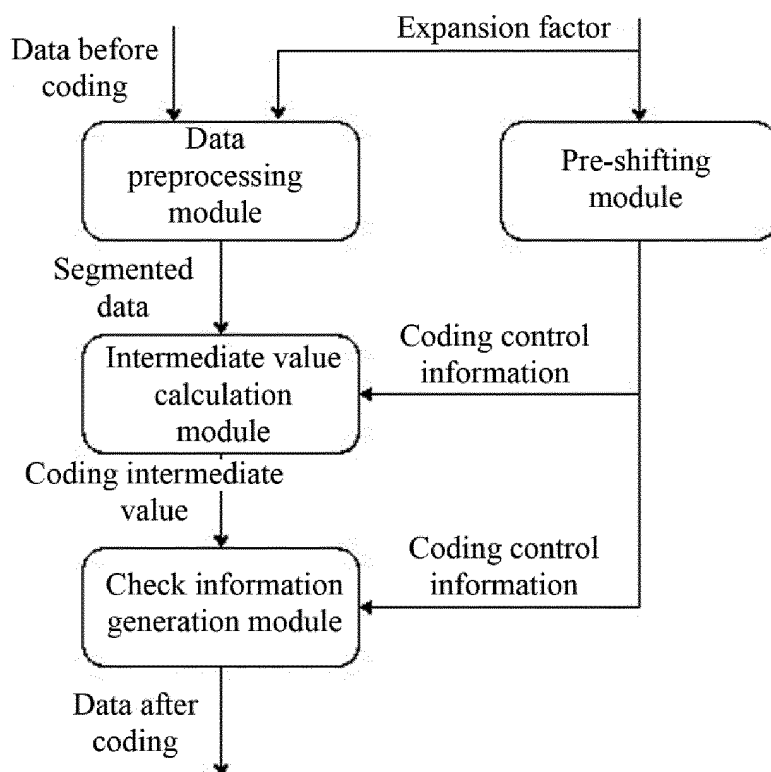 Expansion factor
Data before
coding
Data
preprocessing
module
Pre-shifting
module
Segmented
data
Intermediate value
calculation
module
Coding control
information
Coding intermediate
value
Check information
generation module
Coding control
information
Data after
coding